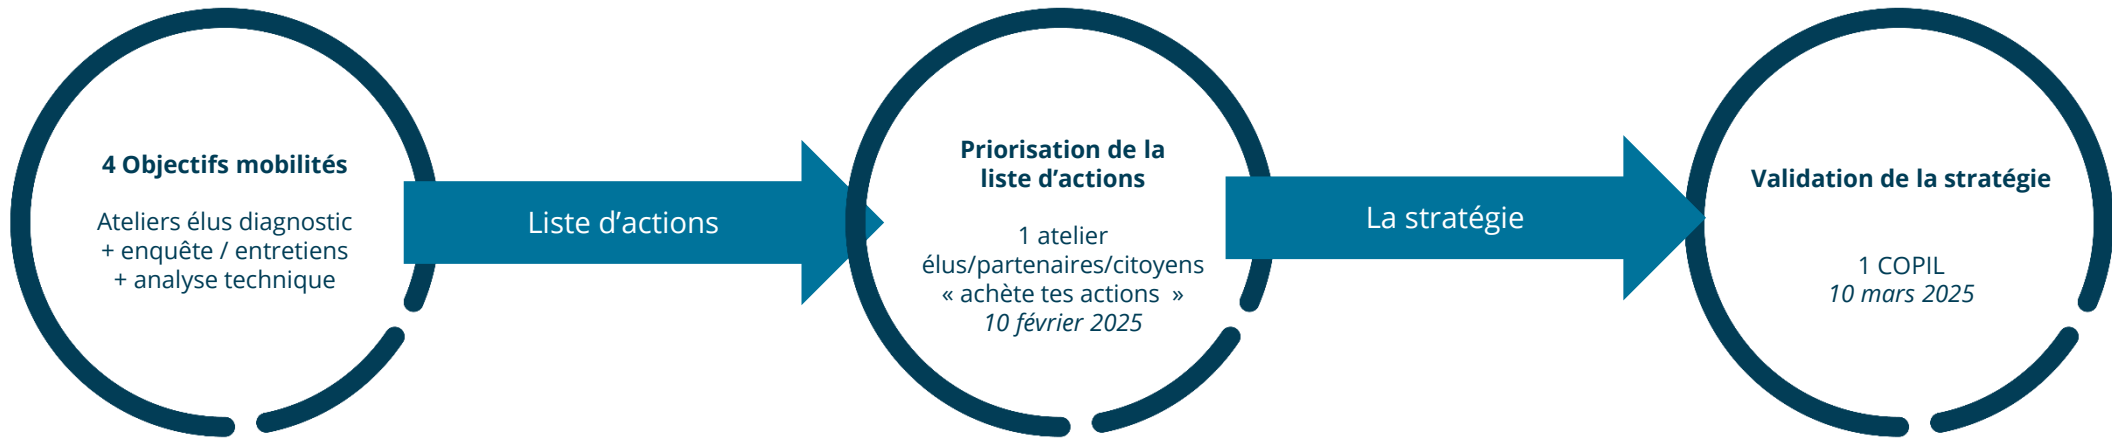 4 Objectifs mobilités
Ateliers élus diagnostic
+ enquête / entretiens
+ analyse technique
Liste d’actions
Priorisation de la
liste d’actions
1 atelier
élus/partenaires/citoyens
« achète tes actions  »
10 février 2025
La stratégie
Validation de la stratégie
1 COPIL
10 mars 2025